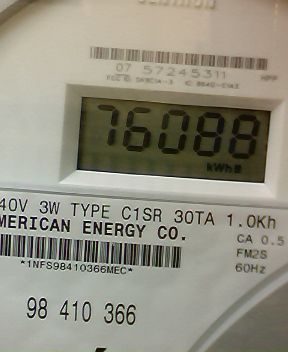 07 57245311 HPP
76088
kWh
40V 3W TYPE C1SR 30TA 1.0Kh
MERICAN ENERGY CO.
CA 0.5
FM2S
*1NFS98410366MEC*
60Hz
98 410 366